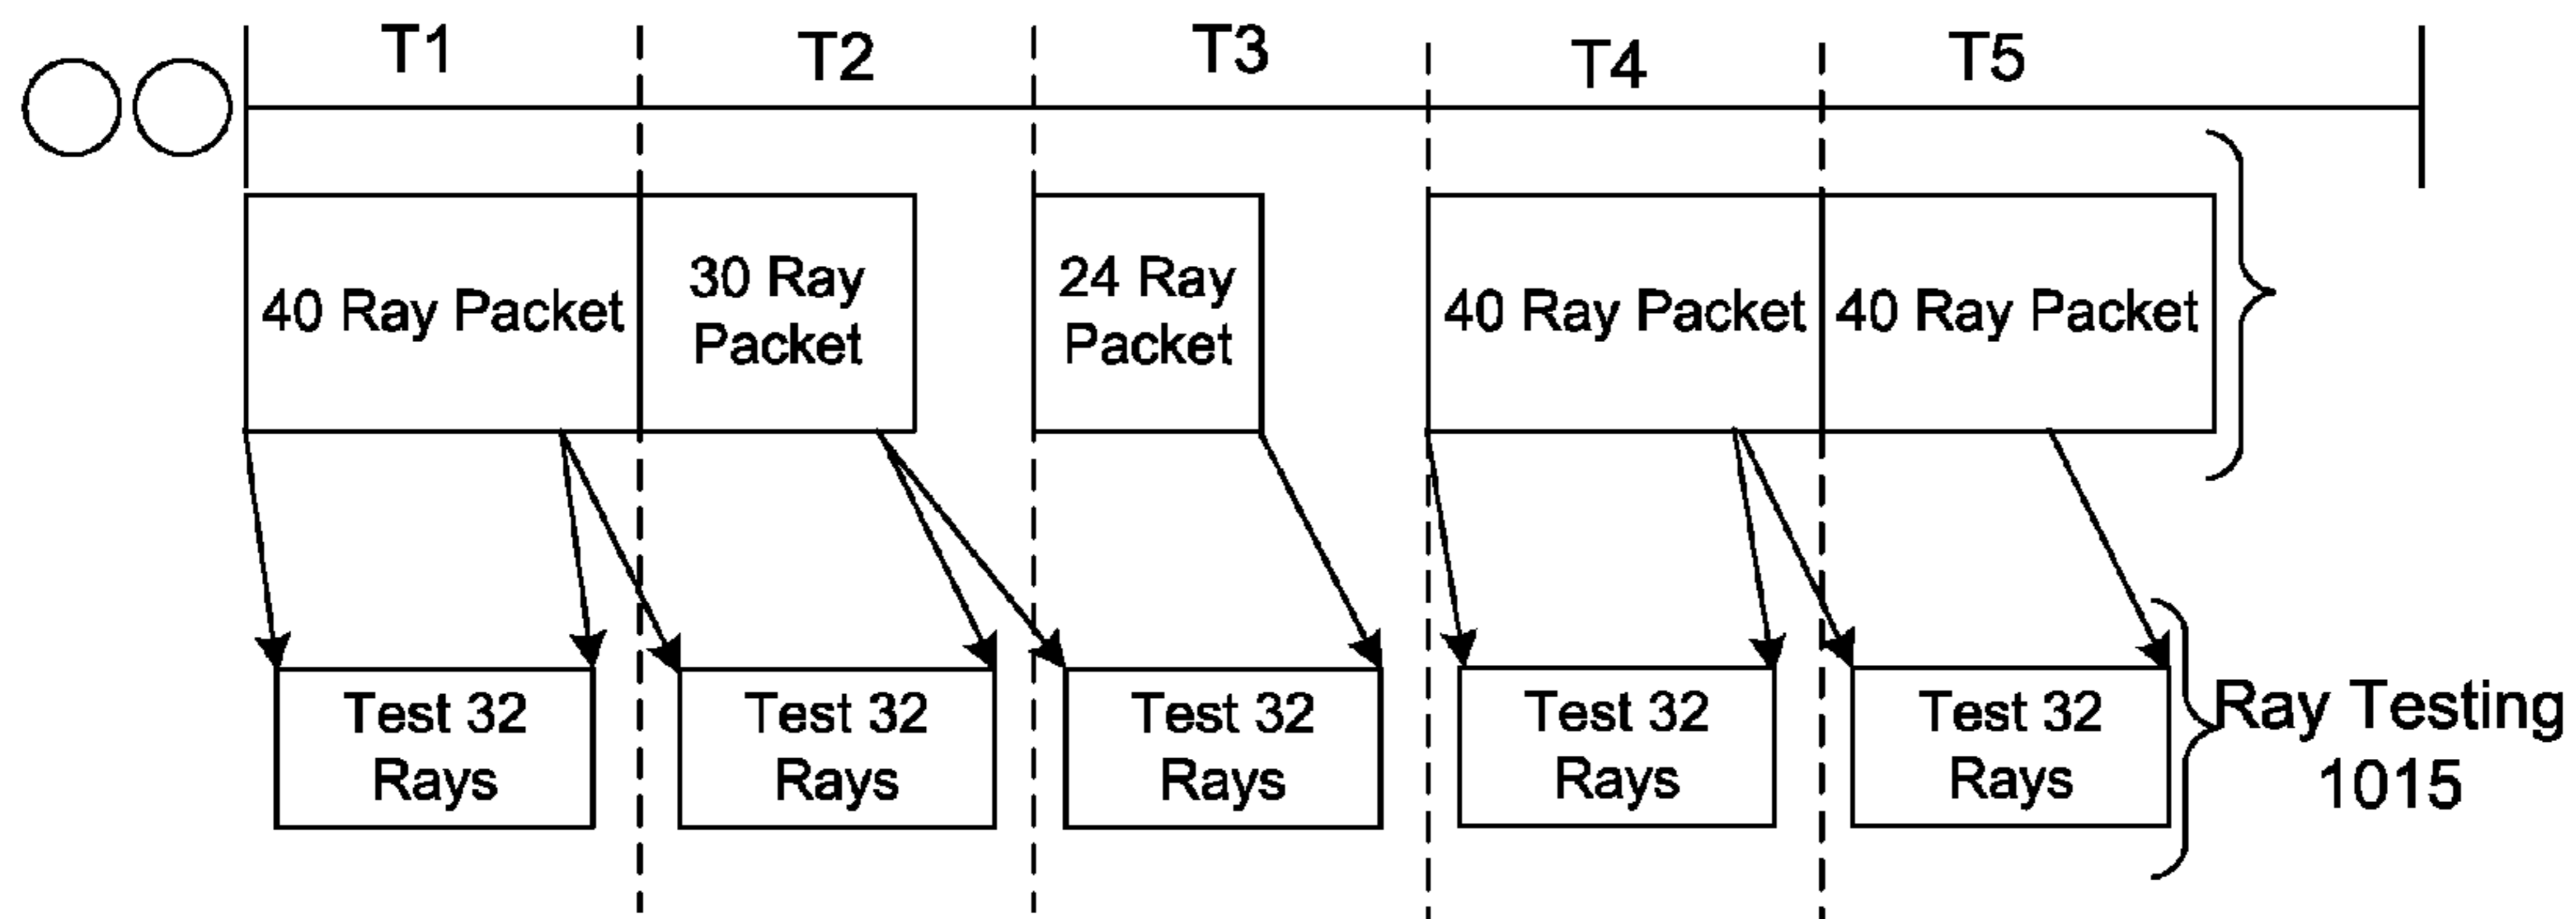 T1
T2
T3
T4
T5
40 Ray Packet
30 Ray
Packet
24 Ray
Packet
40 Ray Packet
40 Ray Packet
Test 32
Rays
Test 32
Rays
Test 32
Rays
Test 32
Rays
Test 32
Rays
Ray Testing
1015